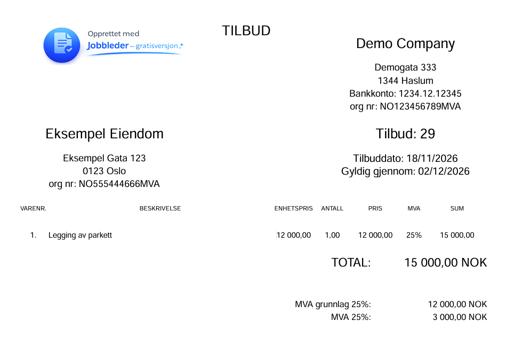 Opprettet med
Jobbleder – gratisversjon.*
TILBUD
Demo Company
Demogata 333
1344 Haslum
Bankkonto: 1234.12.12345
org nr: NO123456789MVA
Eksempel Eiendom
Tilbud: 29
Eksempel Gata 123
0123 Oslo
org nr: NO555444666MVA
Tilbuddato: 18/11/2026
Gyldig gjennom: 02/12/2026
VARENR. BESKRIVELSE ENHETSPRIS ANTALL PRIS MVA SUM
1. Legging av parkett 12 000,00 1,00 12 000,00 25% 15 000,00
TOTAL: 15 000,00 NOK
MVA grunnlag 25%: 12 000,00 NOK
MVA 25%: 3 000,00 NOK